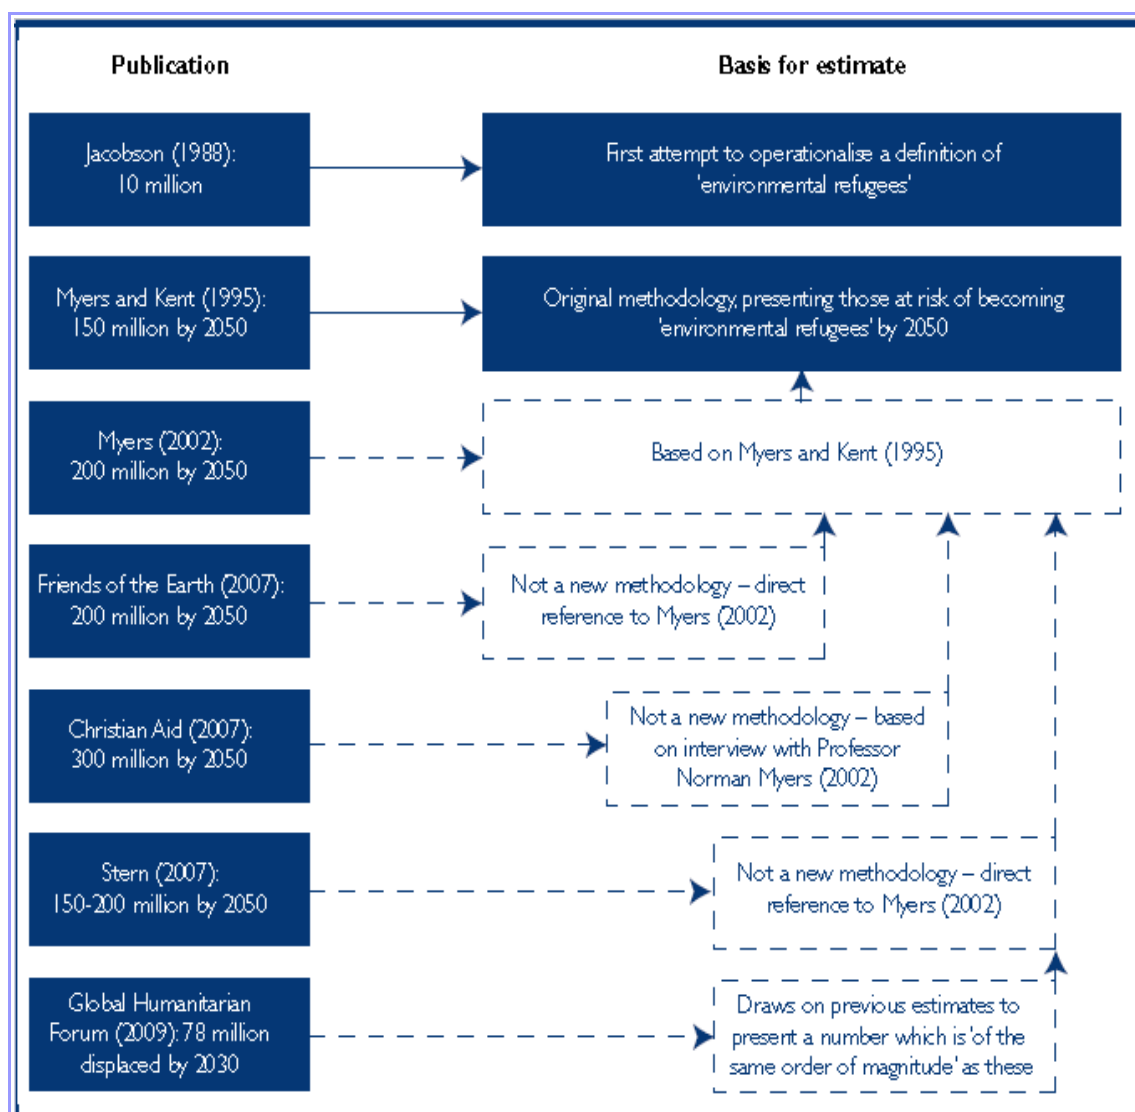 Publication
Basis for estimate
Jacobson (1988):
10 million
First attempt to operationalise a definition of
'environmental refugees'
Myers and Kent (1995):
150 million by 2050
Original methodology, presenting those at risk of becoming
'environmental refugees' by 2050
Myers (2002):
200 million by 2050
Based on Myers and Kent (1995)
Friends of the Earth (2007):
200 million by 2050
Not a new methodology – direct
reference to Myers (2002)
Christian Aid (2007):
300 million by 2050
Not a new methodology – based
on interview with Professor
Norman Myers (2002)
Stern (2007):
150-200 million by 2050
Not a new methodology – direct
reference to Myers (2002)
Global Humanitarian
Forum (2009): 78 million
displaced by 2030
Draws on previous estimates to
present a number which is 'of the
same order of magnitude' as these